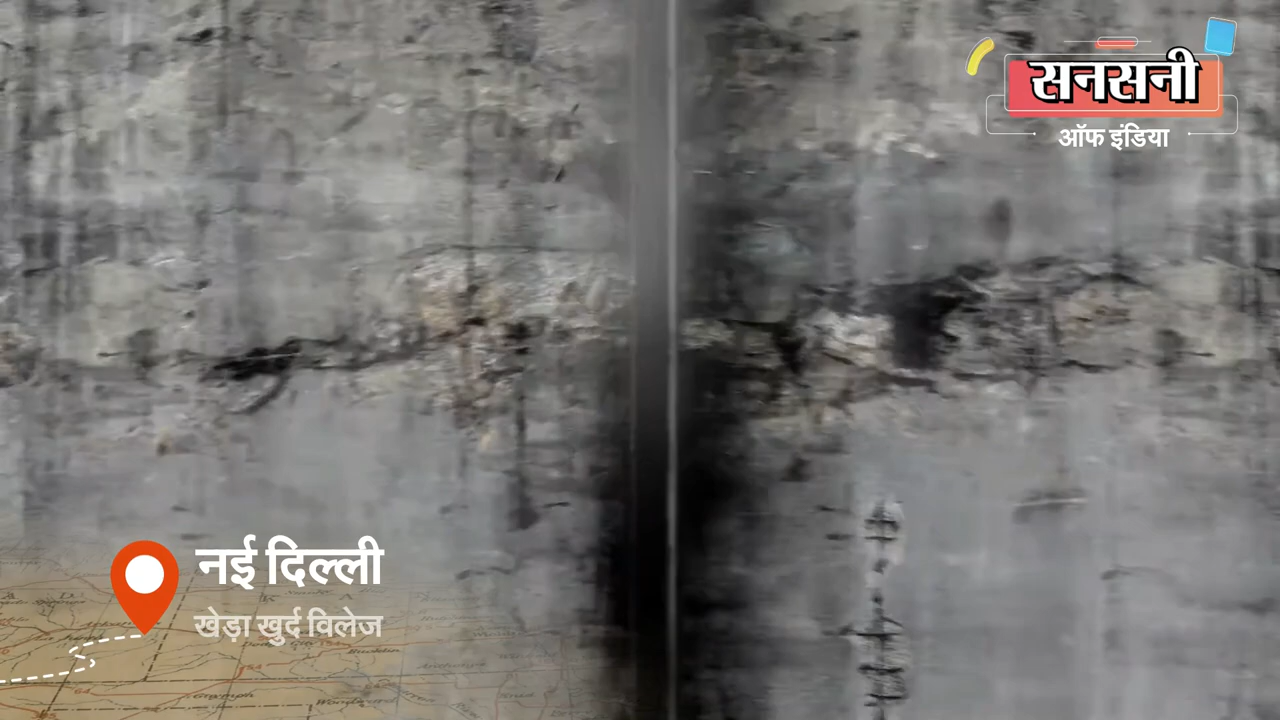 सनसनी
ऑफ इंडिया
नई दिल्ली
खेड़ा खुर्द विलेज